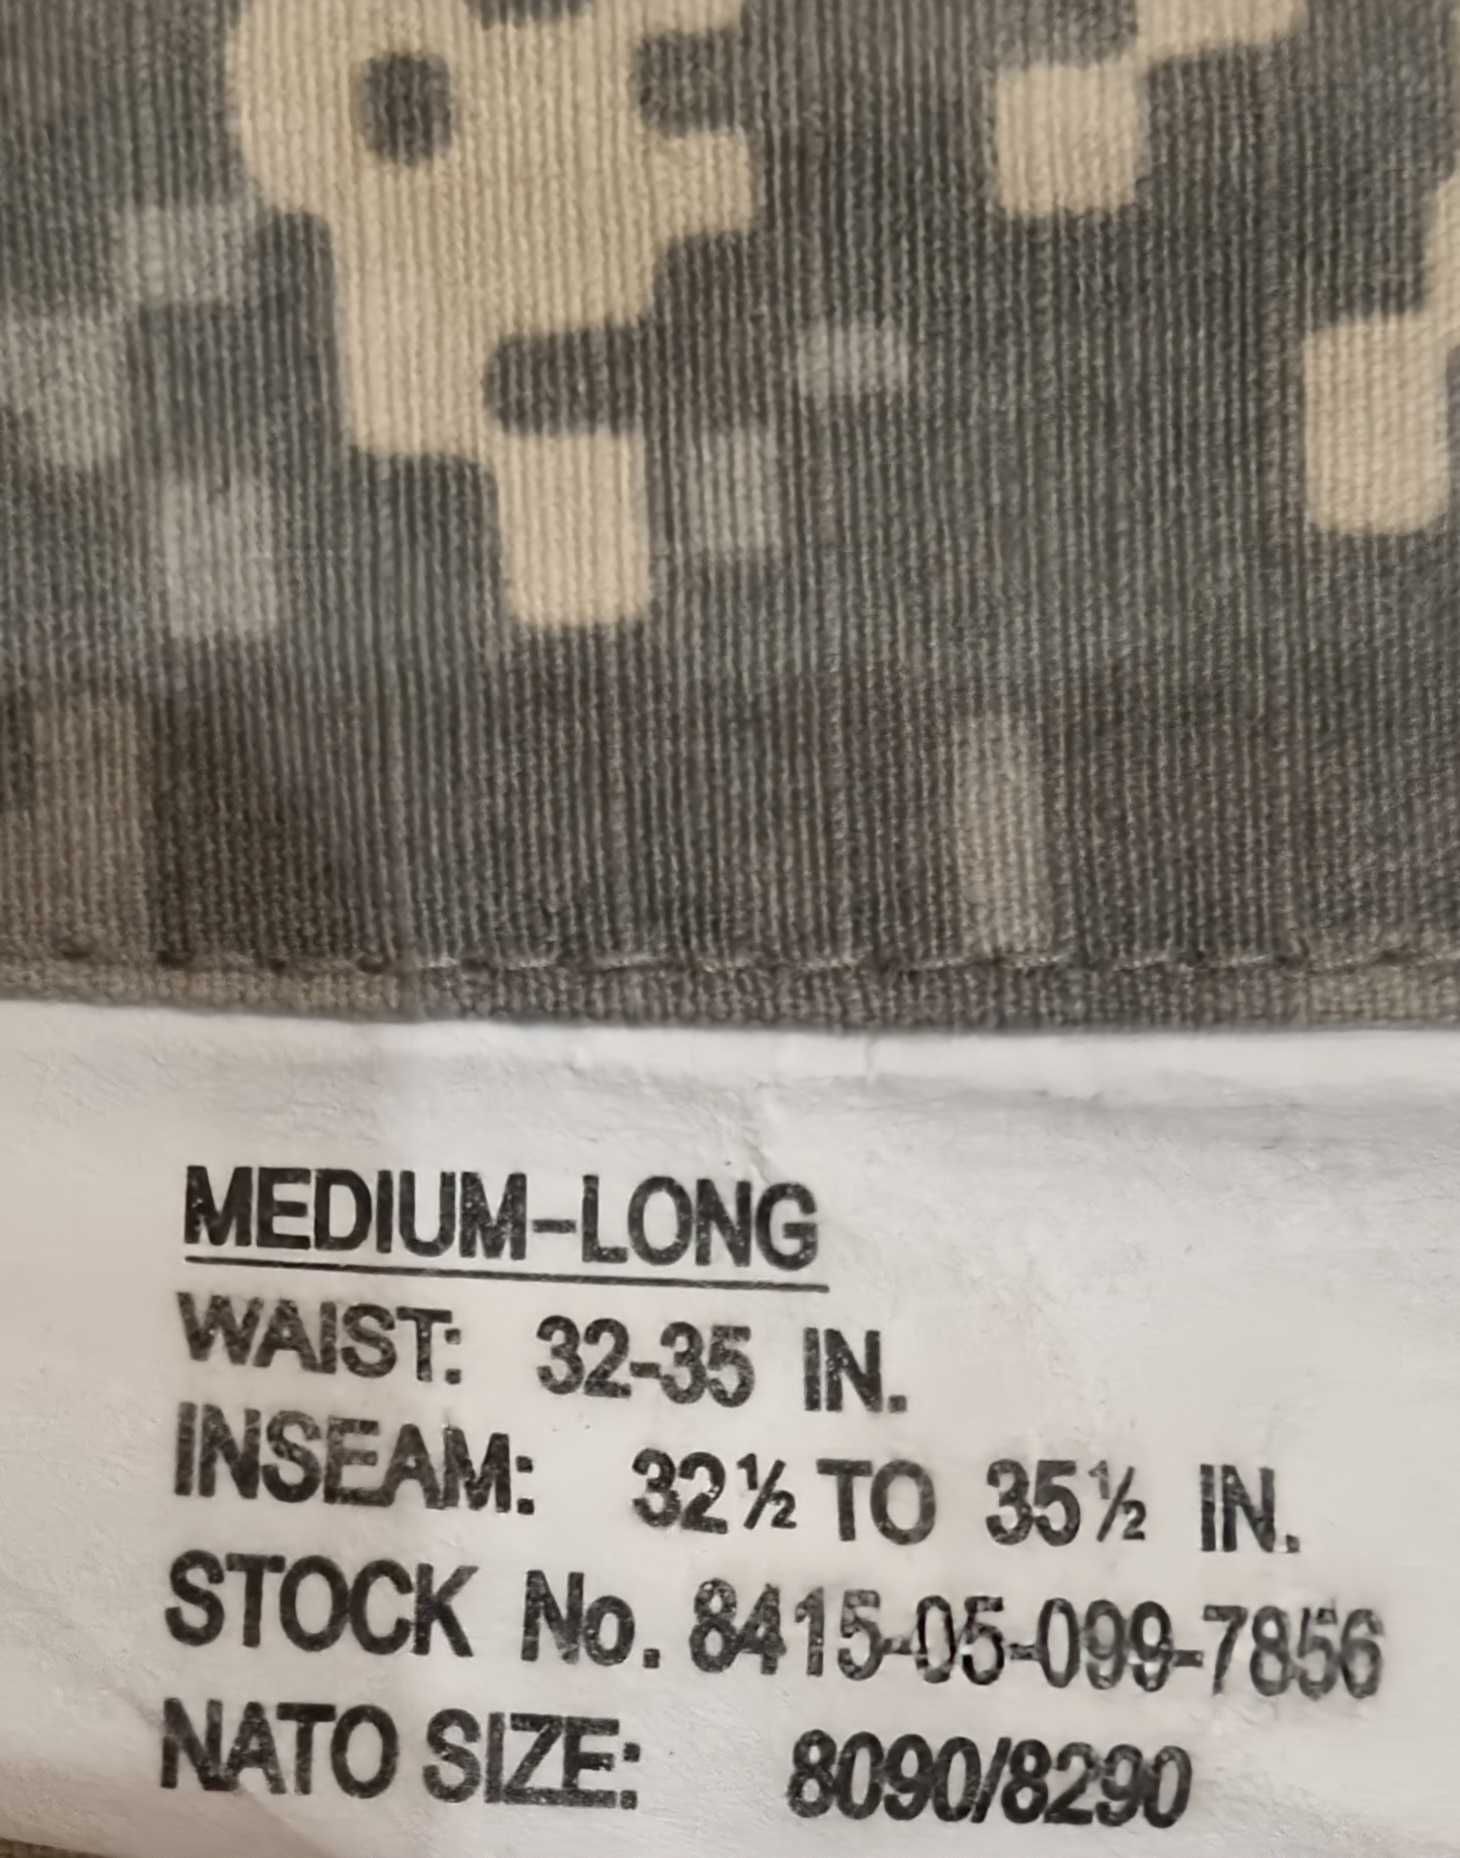 MEDIUM-LONG
WAIST: 32-35 IN.
INSEAM: 32½ TO 35½ IN.
STOCK No. 8415-05-099-7856
NATO SIZE: 8090/8290